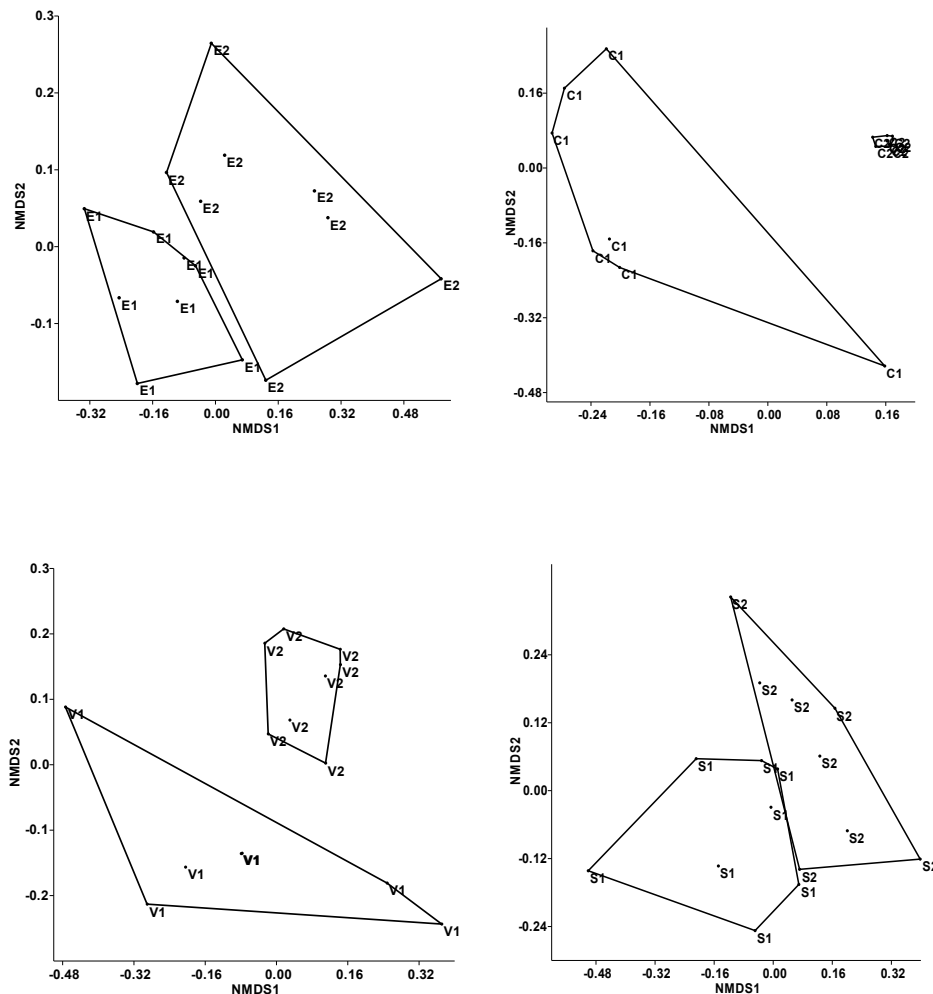 0.3
0.2
0.1
0.0
-0.1
NMDS2
E2
E2
E2
E2
E2
E2
E1
E1
E1
E1
E2
E1
E1
E1
E2
E1
-0.32 -0.16 0.00 0.16 0.32 0.48
NMDS1
0.16
0.00
-0.16
-0.32
-0.48
NMDS2
C1
C1
C1
C2
C2C2
C1
C1
C1
C1
-0.24 -0.16 -0.08 0.00 0.08 0.16
NMDS1
0.3
0.2
0.1
0.0
-0.1
-0.2
NMDS2
V2
V2
V2
V2
V2
V1
V2
V2
V2
V1
V1
V1
V1
V1
-0.48 -0.32 -0.16 0.00 0.16 0.32
NMDS1
0.24
0.12
0.00
-0.12
-0.24
NMDS2
S2
S2
S2
S2
S2
S1
S1
S1
S1
S2
S2
S1
S1
S2
S1
S1
-0.48 -0.32 -0.16 0.00 0.16 0.32
NMDS1